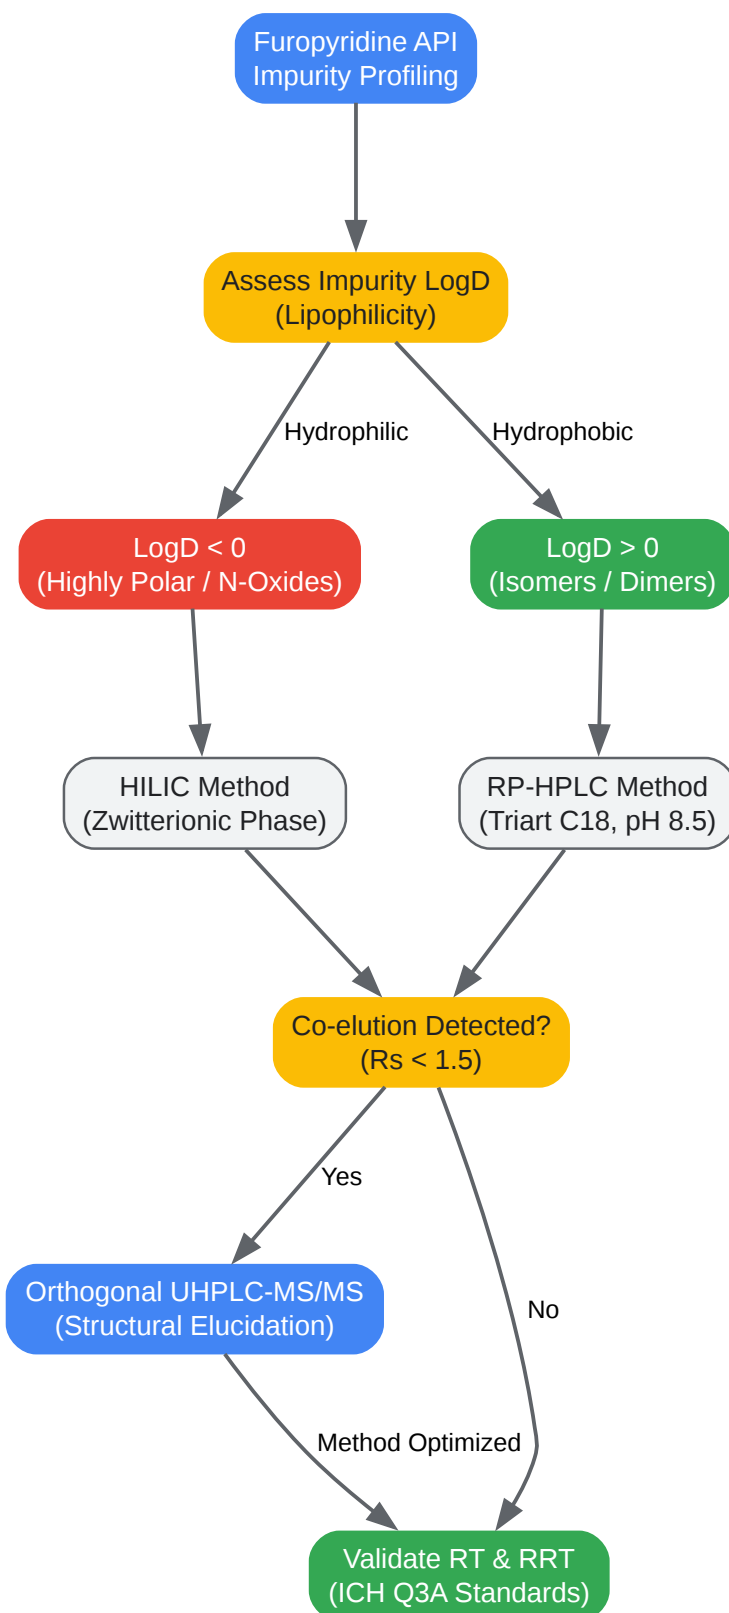 Furopyridine API
Impurity Profiling
Assess Impurity LogD
(Lipophilicity)
Hydrophilic
Hydrophobic
LogD < 0
(Highly Polar / N-Oxides)
LogD > 0
(Isomers / Dimers)
HILIC Method
(Zwitterionic Phase)
RP-HPLC Method
(Triart C18, pH 8.5)
Co-elution Detected?
(Rs < 1.5)
Yes
Orthogonal UHPLC-MS/MS
(Structural Elucidation)
No
Method Optimized
Validate RT & RRT
(ICH Q3A Standards)